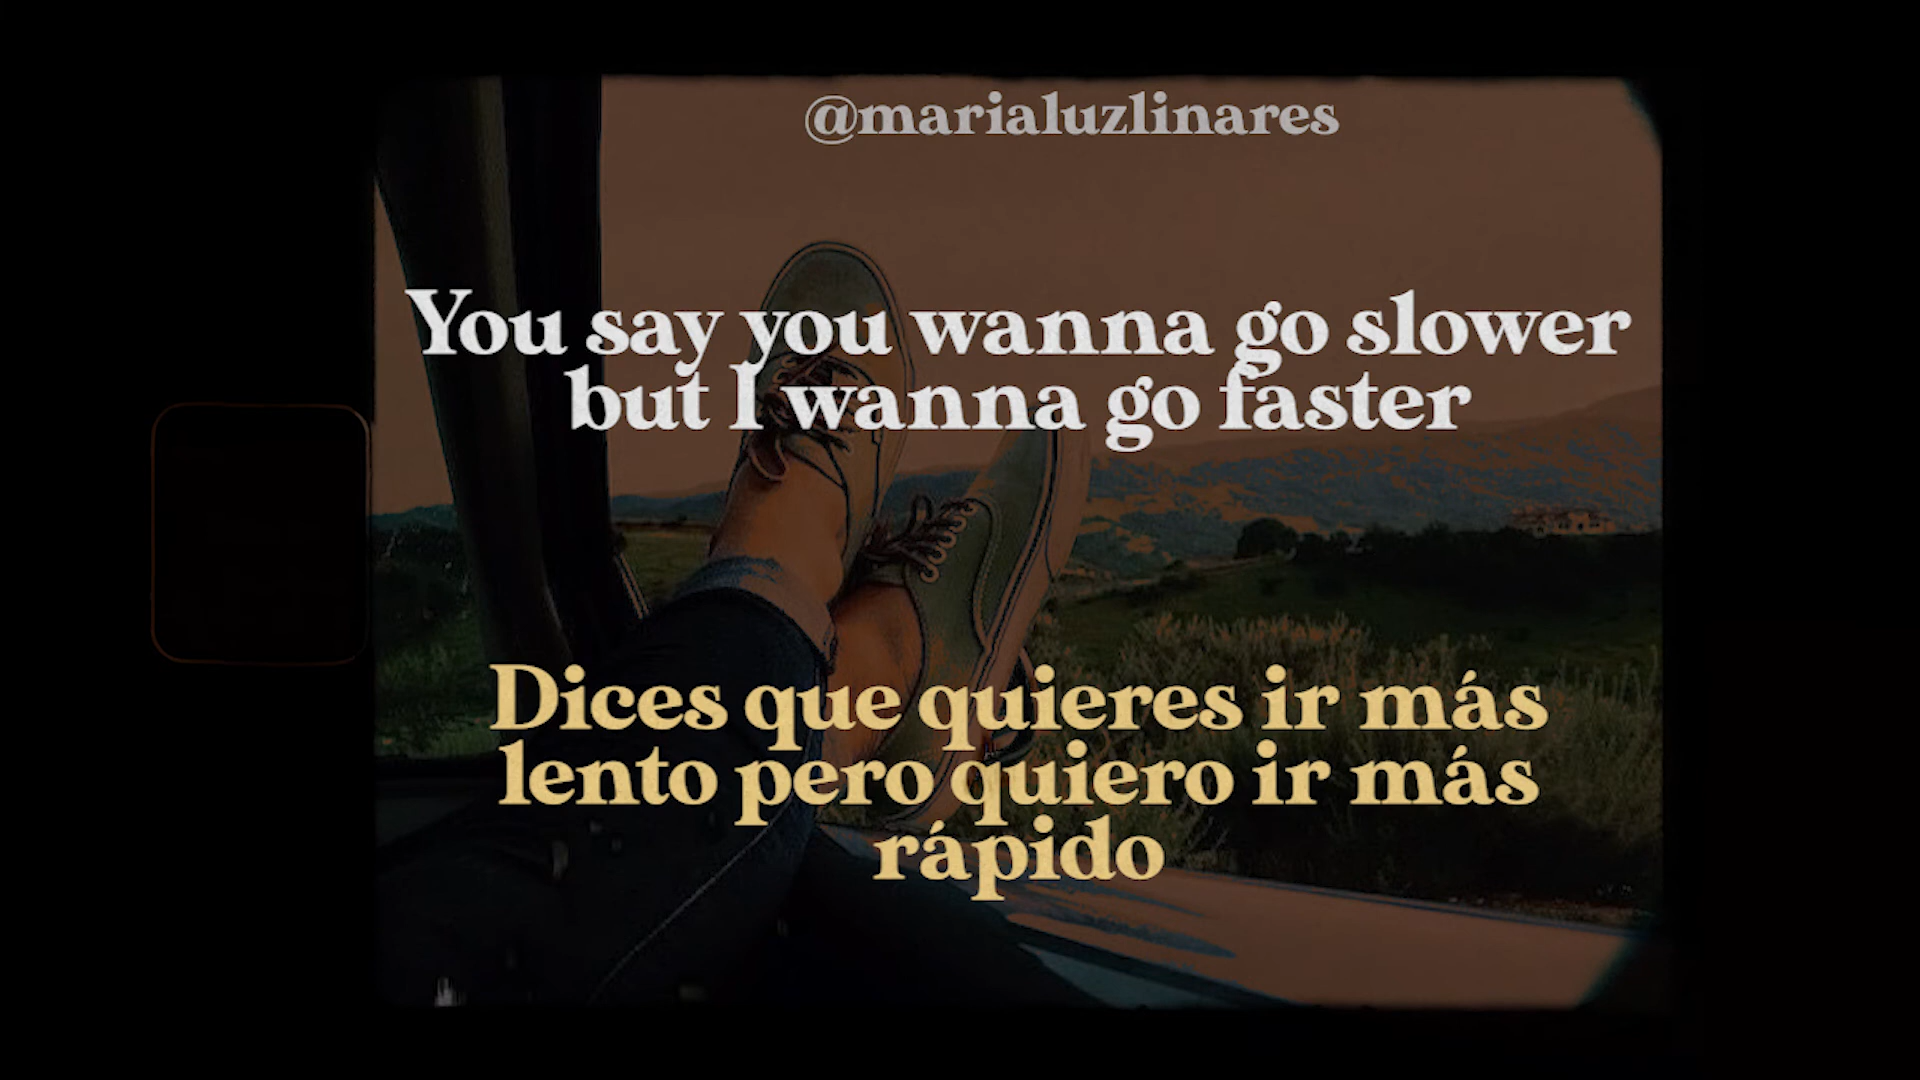 @marialuzlinares
You say you wanna go slower
but I wanna go faster
Dices que quieres ir más
lento pero quiero ir más
rápido